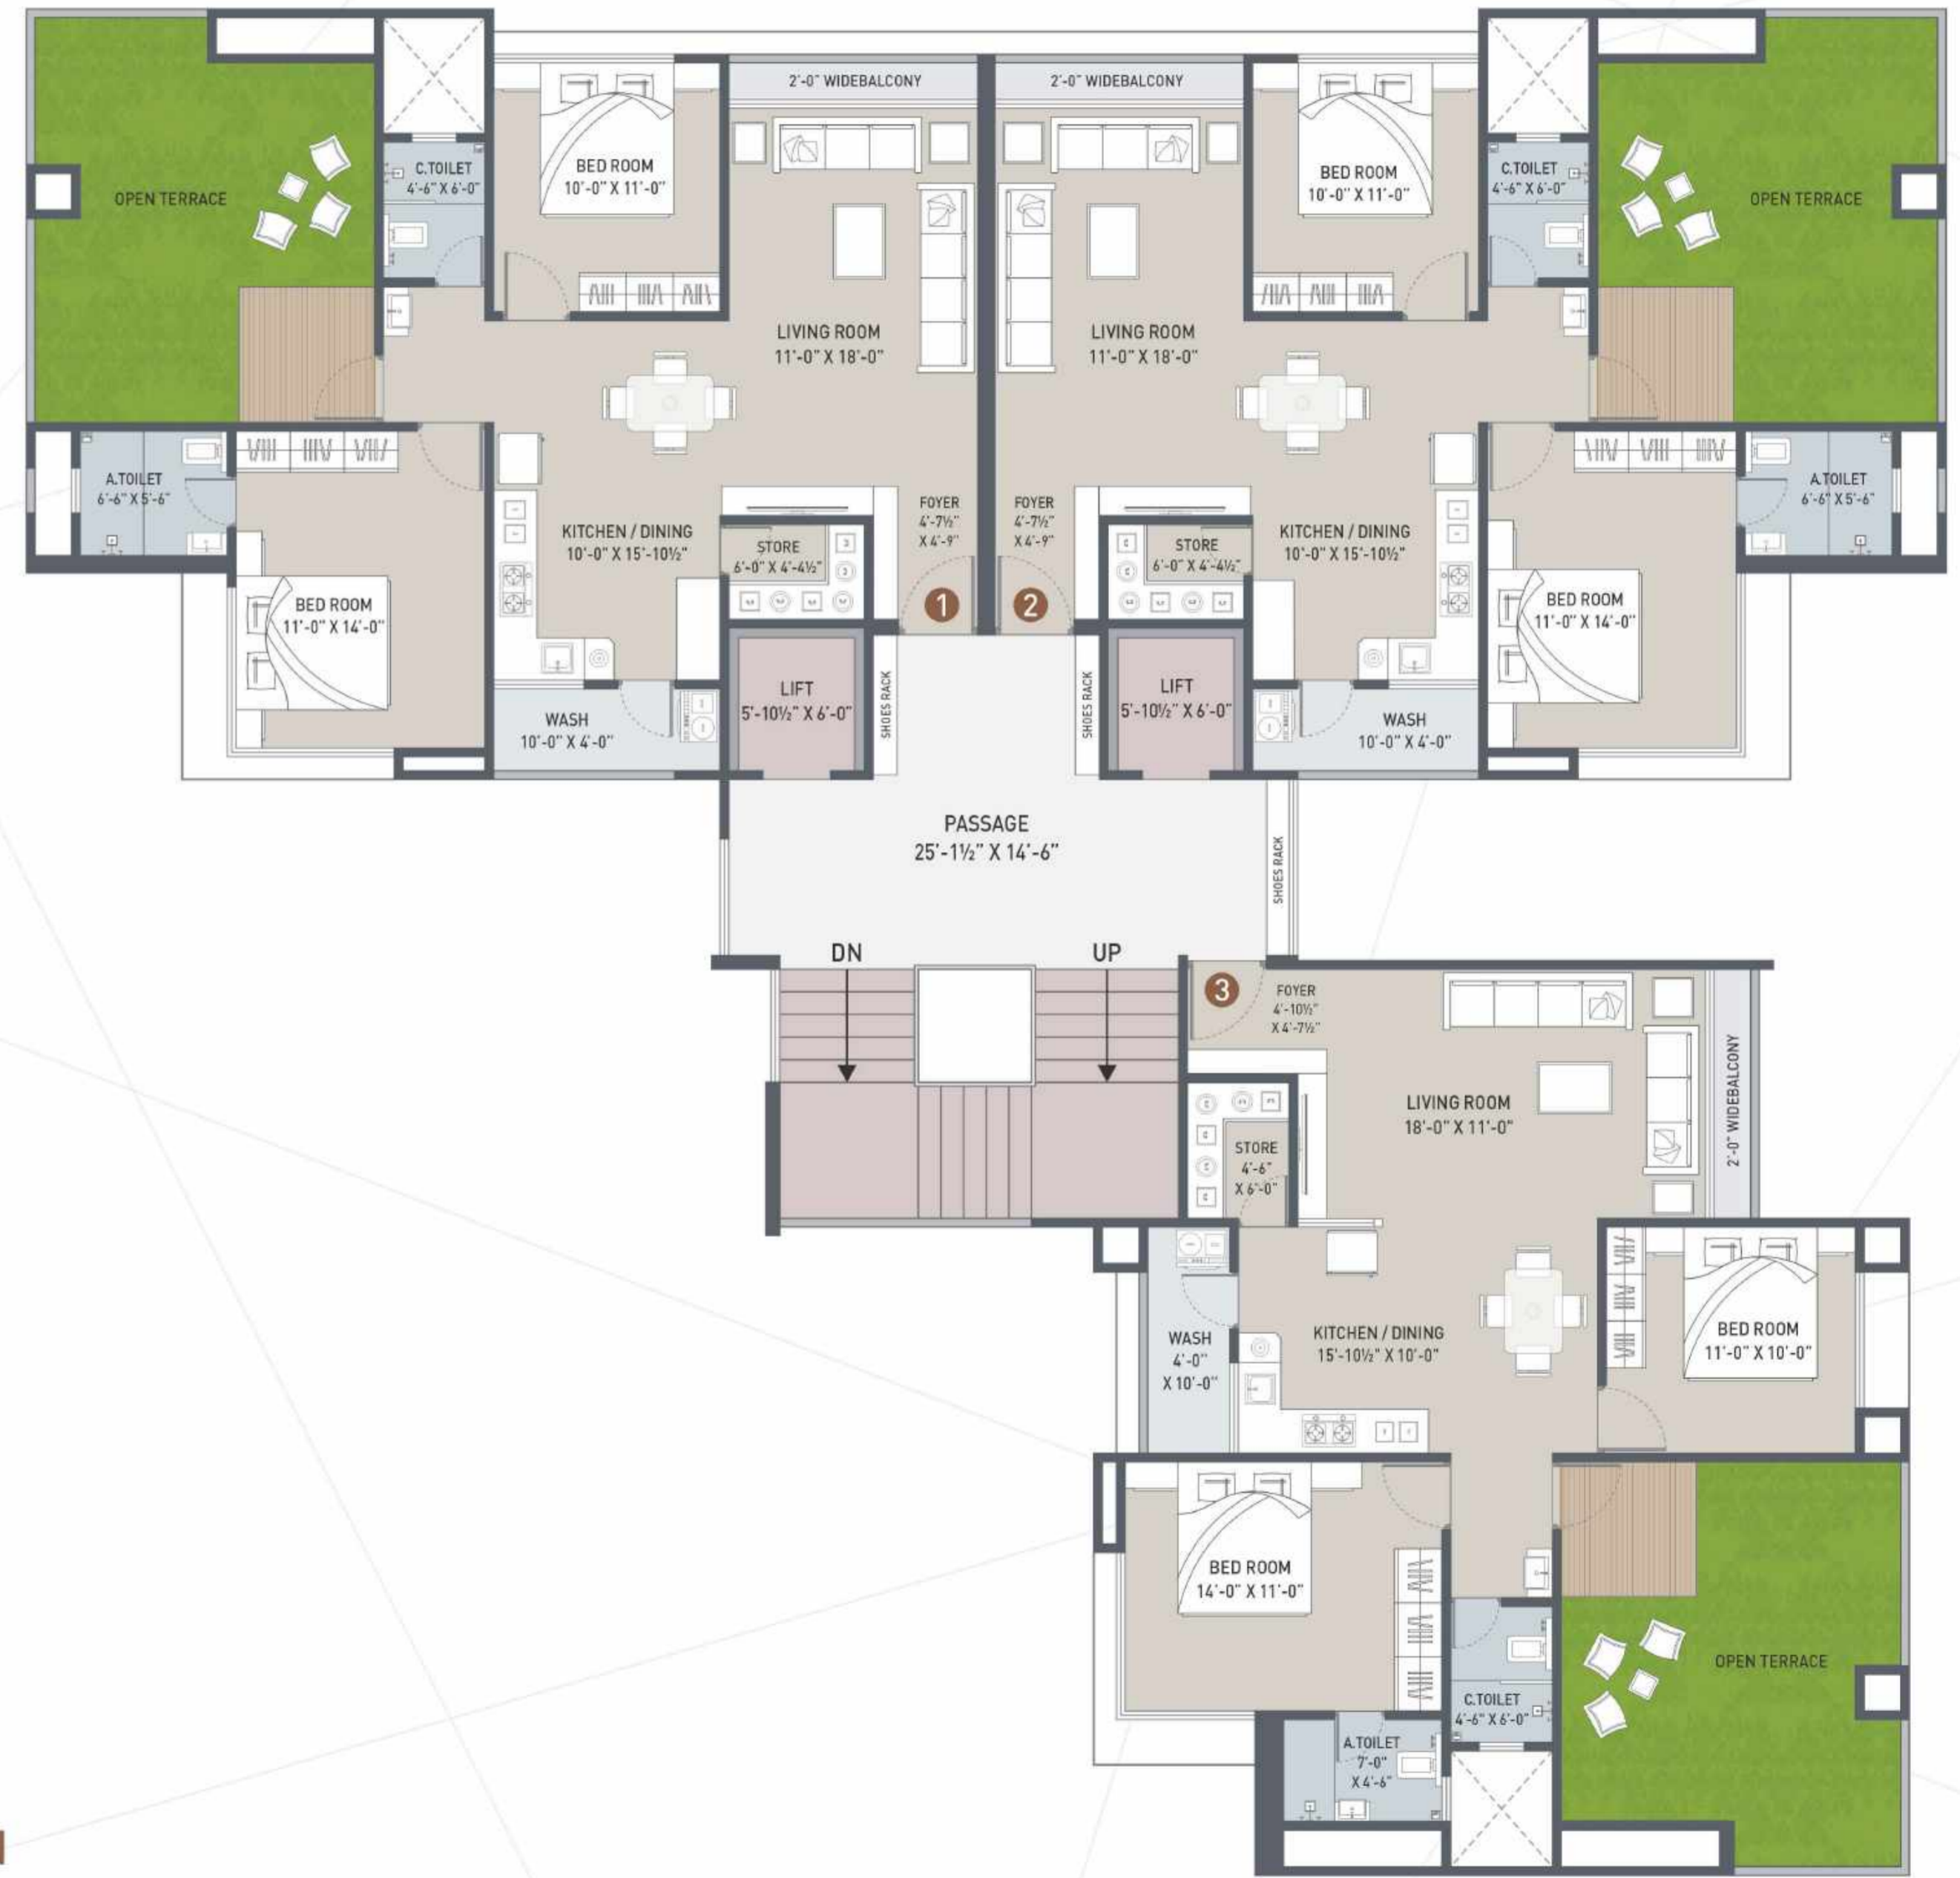 2'-0" WIDEBALCONY
2'-0" WIDEBALCONY
OPEN TERRACE
C.TOILET
4'-6" X 6'-0"
BED ROOM
10'-0" X 11'-0"
BED ROOM
10'-0" X 11'-0"
C.TOILET
4'-6" X 6'-0"
OPEN TERRACE
LIVING ROOM
11'-0" X 18'-0"
LIVING ROOM
11'-0" X 18'-0"
A.TOILET
6'-6" X 5'-6"
KITCHEN / DINING
10'-0" X 15'-10½"
STORE
6'-0" X 4'-4½"
FOYER
4'-7½"
X 4'-9"
FOYER
4'-7½"
X 4'-9"
STORE
6'-0" X 4'-4½"
KITCHEN / DINING
10'-0" X 15'-10½"
A.TOILET
6'-6" X 5'-6"
BED ROOM
11'-0" X 14'-0"
1
2
BED ROOM
11'-0" X 14'-0"
WASH
10'-0" X 4'-0"
LIFT
5'-10½" X 6'-0"
SHOES RACK
SHOES RACK
LIFT
5'-10½" X 6'-0"
WASH
10'-0" X 4'-0"
PASSAGE
25'-1½" X 14'-6"
SHOES RACK
DN
UP
3
FOYER
4'-10½"
X 4'-7½"
LIVING ROOM
18'-0" X 11'-0"
2'-0" WIDEBALCONY
STORE
4'-6"
X 6'-0"
WASH
4'-0"
X 10'-0"
KITCHEN / DINING
15'-10½" X 10'-0"
BED ROOM
11'-0" X 10'-0"
BED ROOM
14'-0" X 11'-0"
OPEN TERRACE
C.TOILET
4'-6" X 6'-0"
A.TOILET
7'-0"
X 4'-6"